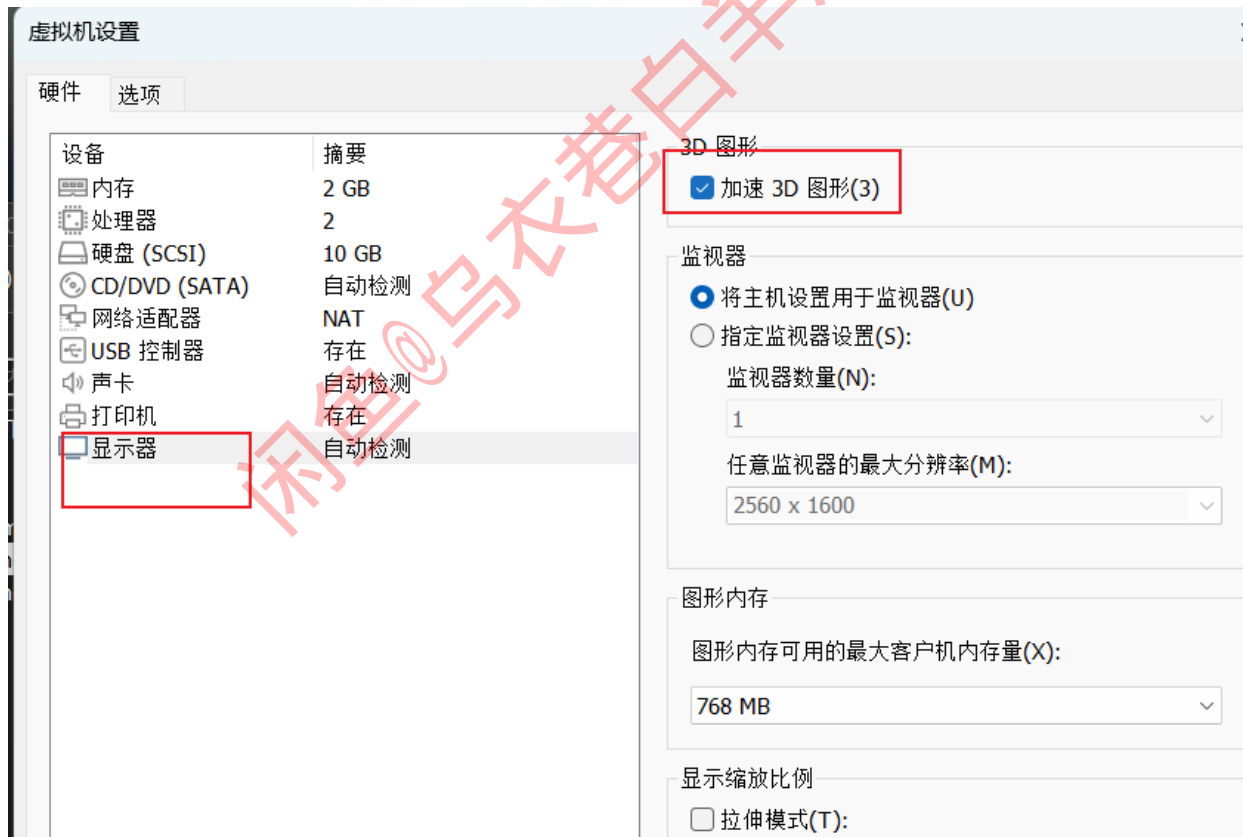 虚拟机设置
硬件 选项
设备 摘要
内存 2 GB
处理器 2
硬盘 (SCSI) 10 GB
CD/DVD (SATA) 自动检测
网络适配器 NAT
USB 控制器 存在
声卡 自动检测
打印机 存在
显示器 自动检测
3D 图形
加速 3D 图形(3)
监视器
将主机设置用于监视器(U)
指定监视器设置(S):
监视器数量(N):
1
任意监视器的最大分辨率(M):
2560 x 1600
图形内存
图形内存可用的最大客户机内存量(X):
768 MB
显示缩放比例
拉伸模式(T):
闲鱼@乌衣巷白羊